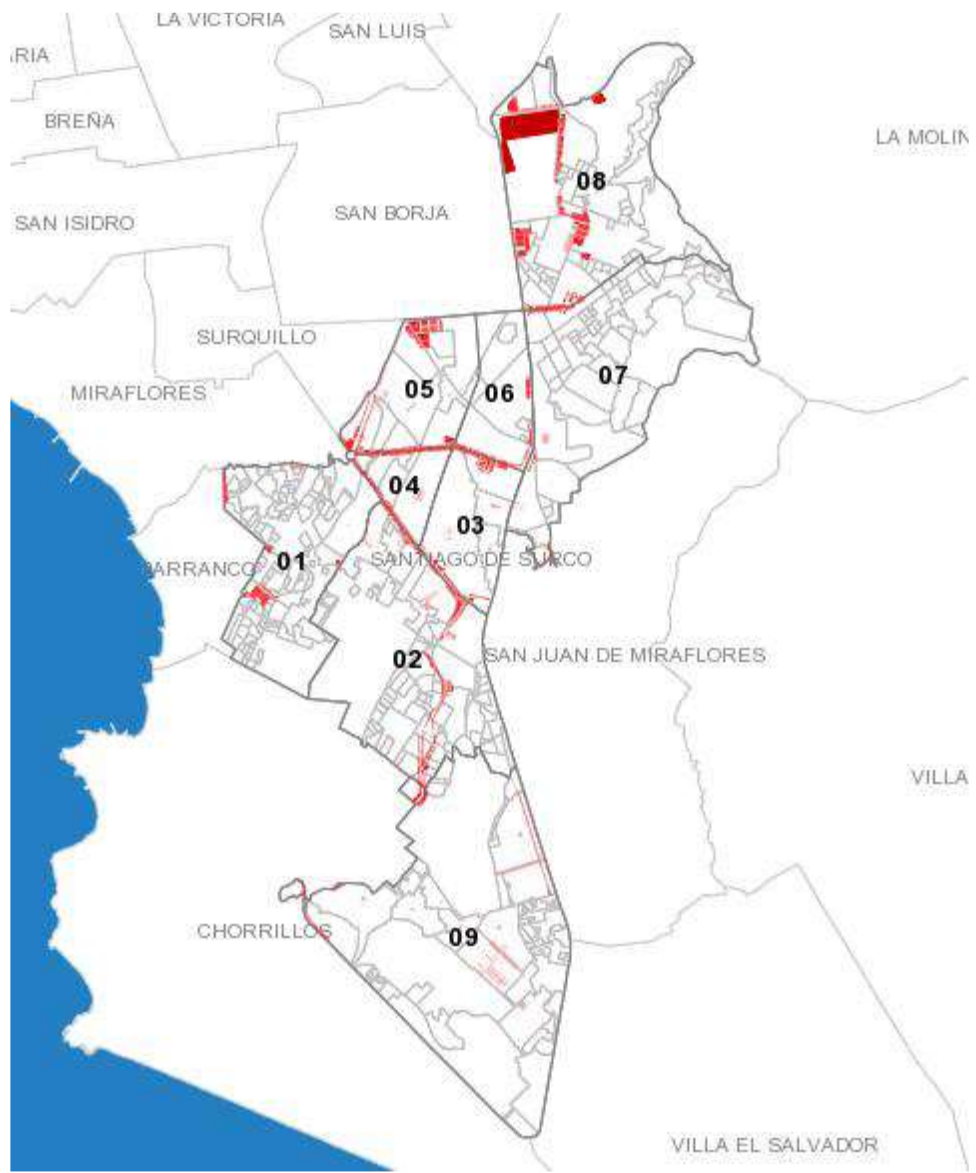 LA VICTORIA
SAN LUIS
RIA
BREÑA
LA MOLIN
08
SAN BORJA
SAN ISIDRO
SURQUILLO
07
05
06
MIRAFLORES
04
03
01
SANTIAGO DE SURCO
BARRANCO
02
SAN JUAN DE MIRAFLORES
VILLA
CHORRILLOS
09
VILLA EL SALVADOR